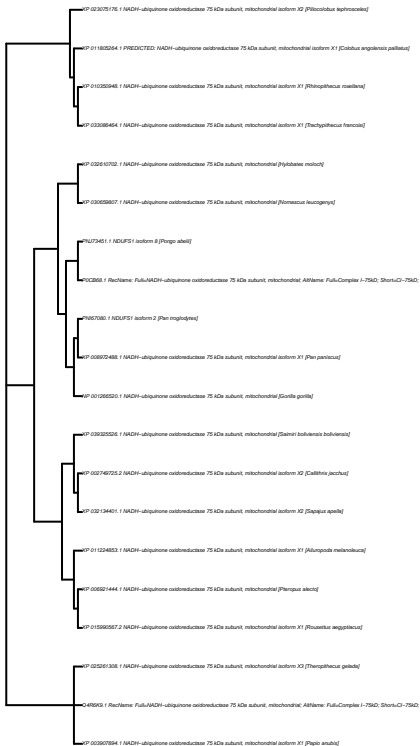 XP 023075176.1 NADH−ubiquinone oxidoreductase 75 kDa subunit, mitochondrial isoform X2 [Piliocolobus tephrosceles]
XP 011805264.1 PREDICTED: NADH−ubiquinone oxidoreductase 75 kDa subunit, mitochondrial isoform X1 [Colobus angolensis palliatus]
XP 010350948.1 NADH−ubiquinone oxidoreductase 75 kDa subunit, mitochondrial isoform X1 [Rhinopithecus roxellana]
XP 033086464.1 NADH−ubiquinone oxidoreductase 75 kDa subunit, mitochondrial isoform X1 [Trachypithecus francoisi]
XP 032610702.1 NADH−ubiquinone oxidoreductase 75 kDa subunit, mitochondrial [Hylobates moloch]
XP 030659807.1 NADH−ubiquinone oxidoreductase 75 kDa subunit, mitochondrial [Nomascus leucogenys]
PNJ73451.1 NDUFS1 isoform 8 [Pongo abelii]
P0CB68.1 RecName: Full=NADH−ubiquinone oxidoreductase 75 kDa subunit, mitochondrial; AltName: Full=Complex I−75kD; Short=CI−75kD;
PNI67080.1 NDUFS1 isoform 2 [Pan troglodytes]
XP 008972488.1 NADH−ubiquinone oxidoreductase 75 kDa subunit, mitochondrial isoform X1 [Pan paniscus]
NP 001266520.1 NADH−ubiquinone oxidoreductase 75 kDa subunit, mitochondrial [Gorilla gorilla]
XP 039325526.1 NADH−ubiquinone oxidoreductase 75 kDa subunit, mitochondrial [Saimiri boliviensis boliviensis]
XP 002749725.2 NADH−ubiquinone oxidoreductase 75 kDa subunit, mitochondrial isoform X2 [Callithrix jacchus]
XP 032134401.1 NADH−ubiquinone oxidoreductase 75 kDa subunit, mitochondrial isoform X2 [Sapajus apella]
XP 011224853.1 NADH−ubiquinone oxidoreductase 75 kDa subunit, mitochondrial isoform X1 [Ailuropoda melanoleuca]
XP 006921444.1 NADH−ubiquinone oxidoreductase 75 kDa subunit, mitochondrial [Pteropus alecto]
XP 015990567.2 NADH−ubiquinone oxidoreductase 75 kDa subunit, mitochondrial isoform X1 [Rousettus aegyptiacus]
XP 025261308.1 NADH−ubiquinone oxidoreductase 75 kDa subunit, mitochondrial isoform X3 [Theropithecus gelada]
Q4R6K9.1 RecName: Full=NADH−ubiquinone oxidoreductase 75 kDa subunit, mitochondrial; AltName: Full=Complex I−75kD; Short=CI−75kD;
XP 003907894.1 NADH−ubiquinone oxidoreductase 75 kDa subunit, mitochondrial isoform X1 [Papio anubis]